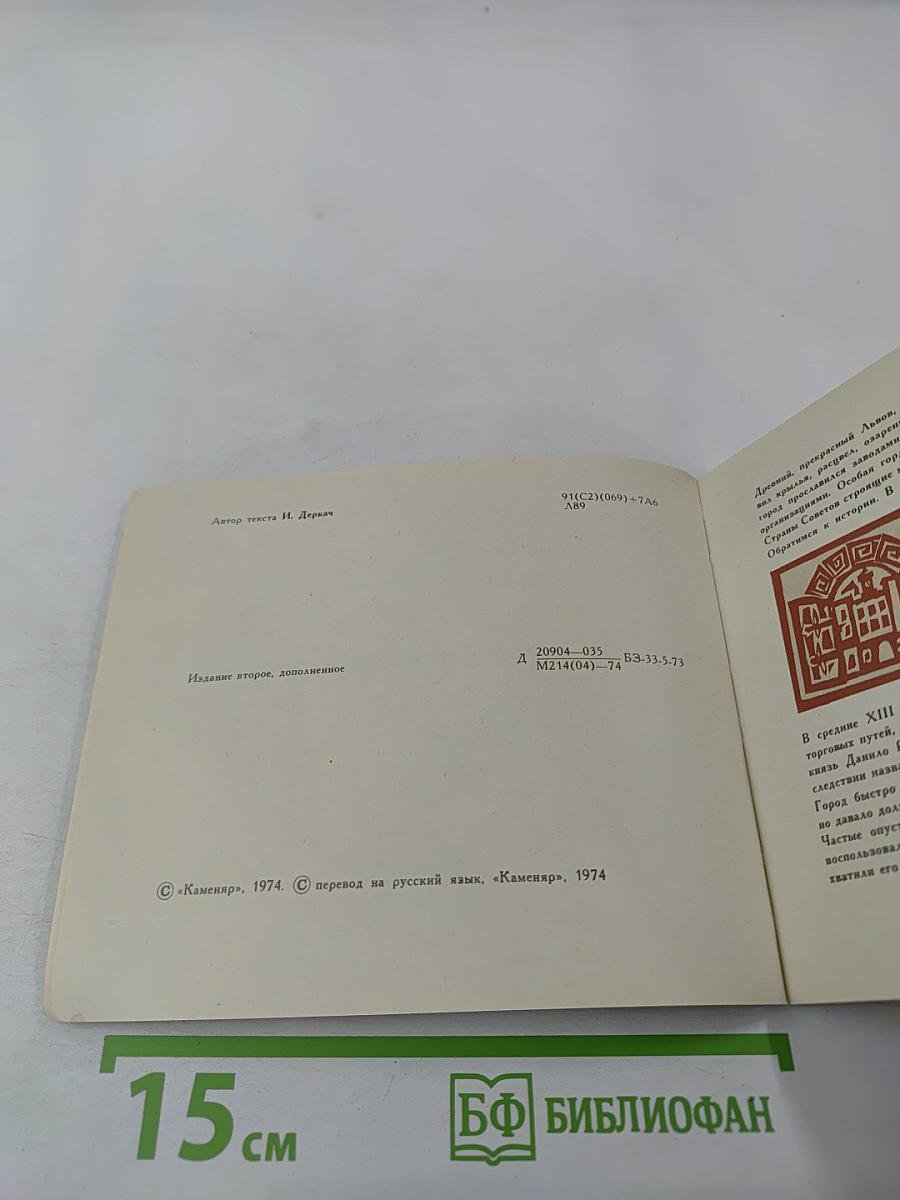 Автор текста И. Деркач
91(С2)(069)+7А6
Л89
Издание второе, дополненное
Д 20904—035 БЗ-33-5-73
М214(04)—74
© «Каменяр», 1974. © перевод на русский язык, «Каменяр», 1974
Древний, прекрасный Львов,
вил крылья, расцвел, озарен
город прославился заводами
организациями. Особая гор
Страны Советов строящие
Обратимся к истории. В
В средние XIII
торговых путей,
князь Данило
следствии назва
Город быстро
но давало дол
Частые опуст
воспользовал
хватили его
15 см
БФ БИБЛИОФАН